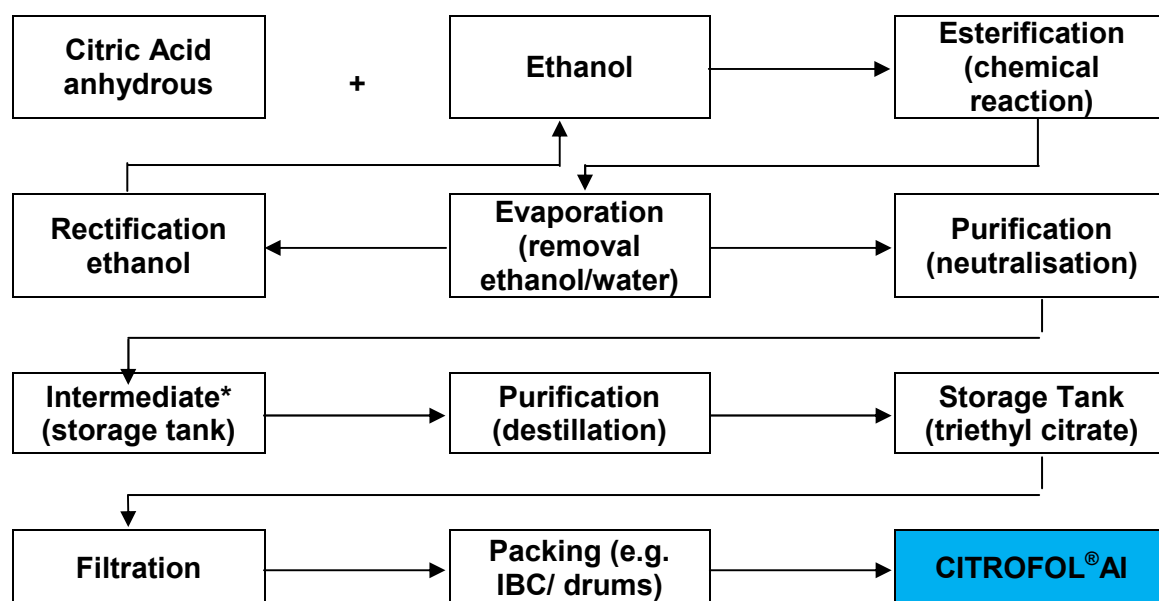 Citric Acid
anhydrous
+
Ethanol
Esterification
(chemical
reaction)
Rectification
ethanol
Evaporation
(removal
ethanol/water)
Purification
(neutralisation)
Intermediate*
(storage tank)
Purification
(destillation)
Storage Tank
(triethyl citrate)
Filtration
Packing (e.g.
IBC/ drums)
CITROFOL®AI